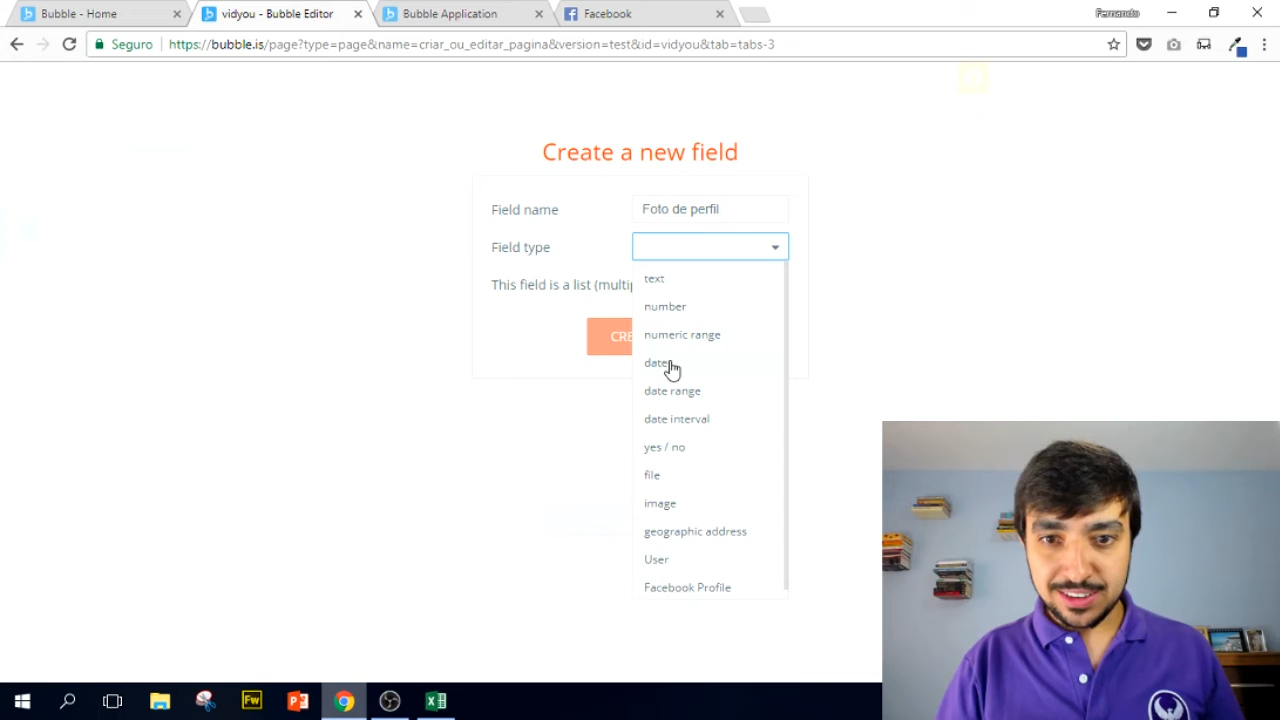 Bubble - Home
vidyou - Bubble Editor
Bubble Application
Facebook
Fernando
Seguro
https://bubble.is/page?type=page&name=criar_ou_editar_pagina&version=test&id=vidyou&tab=tabs-3
Create a new field
Field name
Foto de perfil
Field type
This field is a list (multip
CRE
text
number
numeric range
date
date range
date interval
yes / no
file
image
geographic address
User
Facebook Profile
Fw